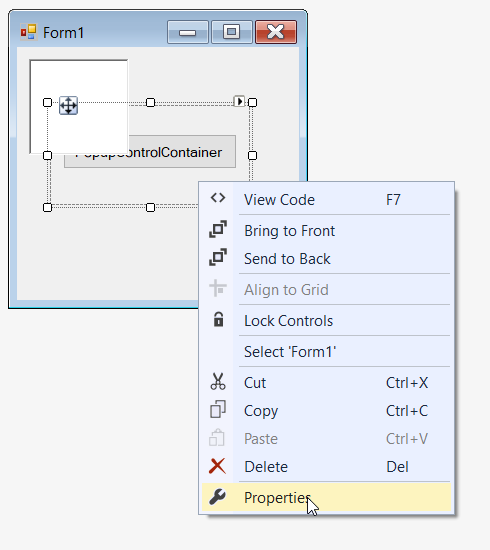 Form1
PopupControlContainer
View Code F7
Bring to Front
Send to Back
Align to Grid
Lock Controls
Select 'Form1'
Cut Ctrl+X
Copy Ctrl+C
Paste Ctrl+V
Delete Del
Properties